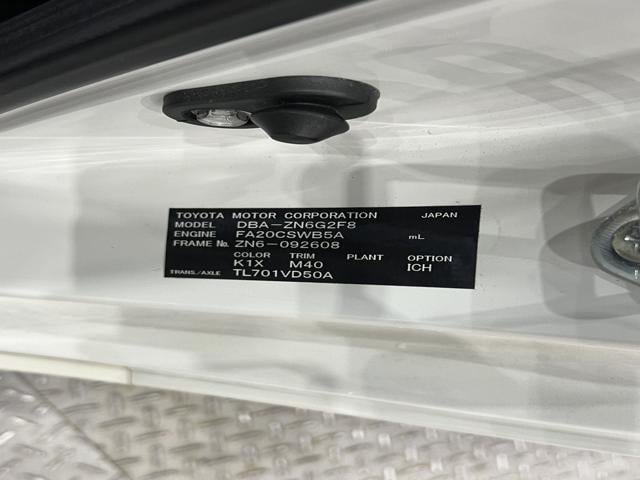 TOYOTA MOTOR CORPORATION JAPAN
MODEL DBA-ZN6G2F8
ENGINE FA20CSWB5A mL
FRAME No. ZN6-092608
COLOR TRIM PLANT OPTION
K1X M40 ICH
TRANS./AXLE TL701VD50A